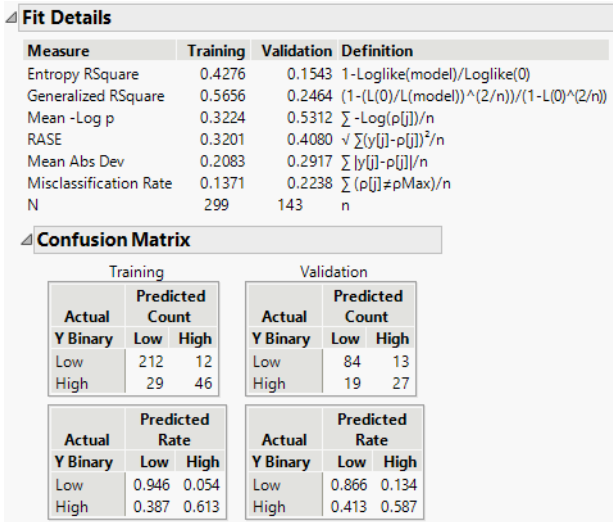 Fit Details
Measure Training Validation Definition
Entropy RSquare 0.4276 0.1543 1-Loglike(model)/Loglike(0)
Generalized RSquare 0.5656 0.2464 (1-(L(0)/L(model))^(2/n))/(1-L(0)^(2/n))
Mean -Log p 0.3224 0.5312 ∑ -Log(ρ[j])/n
RASE 0.3201 0.4080 √ ∑(y[j]-ρ[j])²/n
Mean Abs Dev 0.2083 0.2917 ∑ |y[j]-ρ[j]|/n
Misclassification Rate 0.1371 0.2238 ∑ (ρ[j]≠ρMax)/n
N 299 143 n
Confusion Matrix
Training Validation
Predicted Predicted
Actual Count Actual Count
Y Binary Low High Y Binary Low High
Low 212 12 Low 84 13
High 29 46 High 19 27
Predicted Predicted
Actual Rate Actual Rate
Y Binary Low High Y Binary Low High
Low 0.946 0.054 Low 0.866 0.134
High 0.387 0.613 High 0.413 0.587